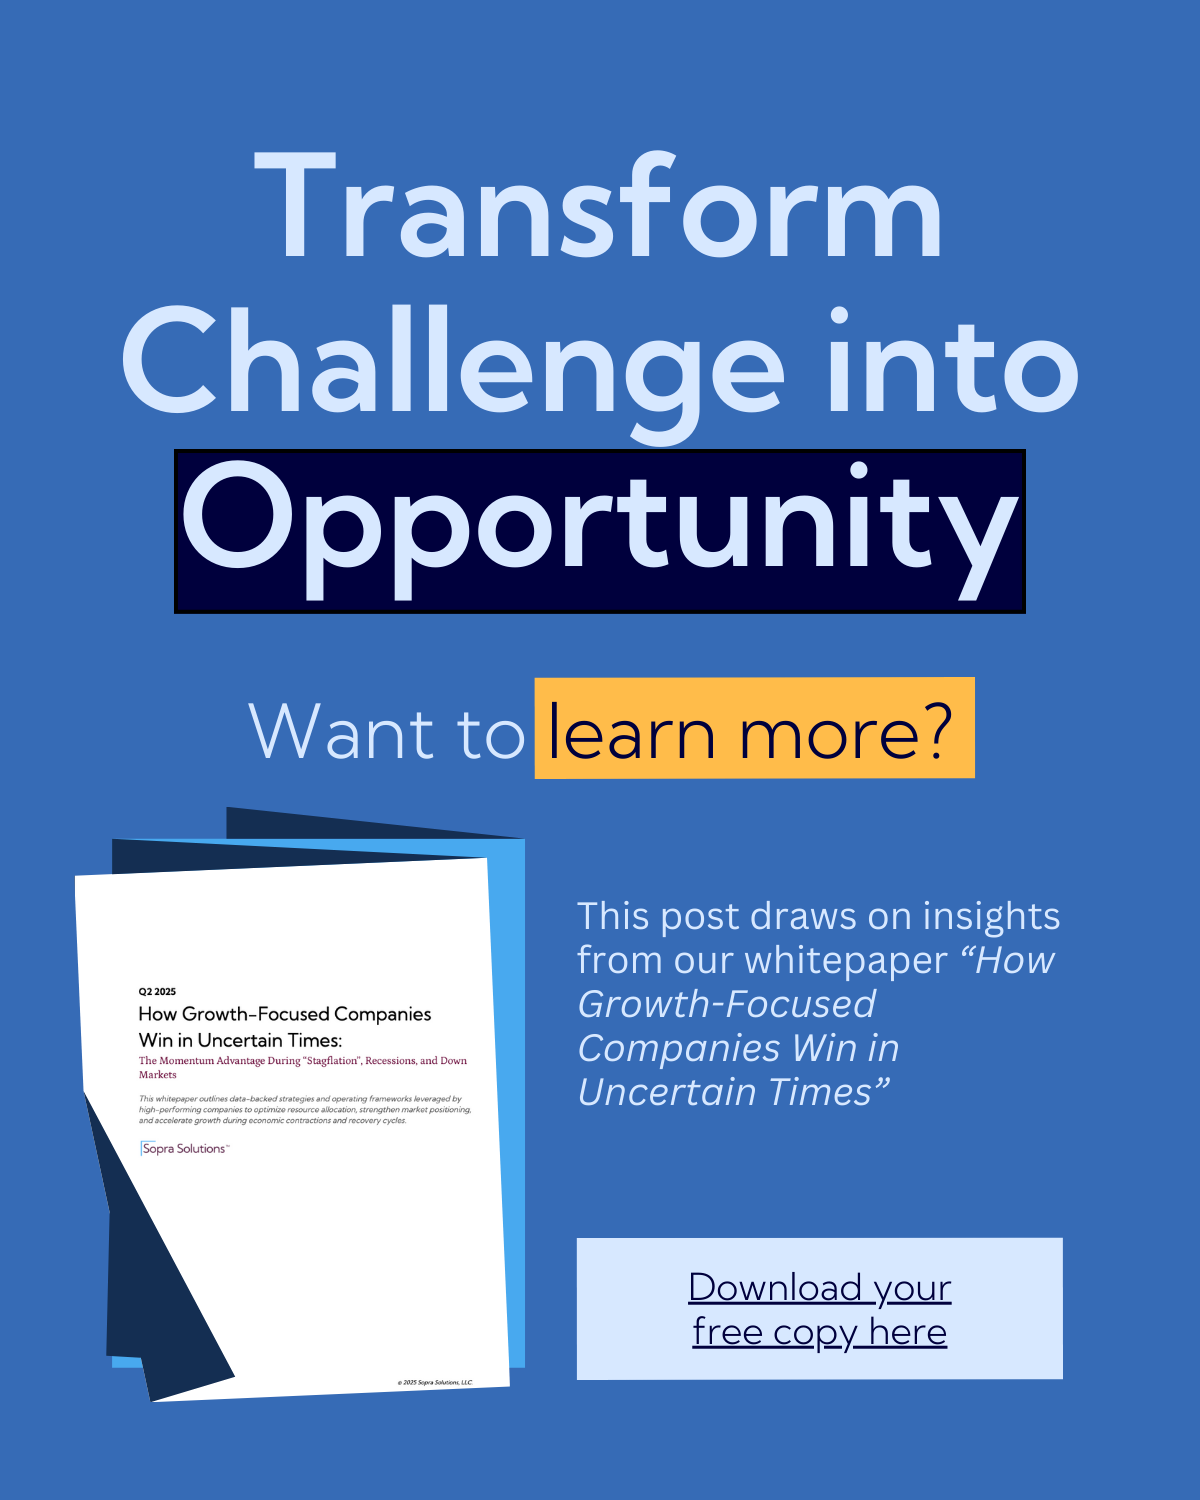 Transform
Challenge into
Opportunity
Want to learn more?
Q2 2025
How Growth-Focused Companies
Win in Uncertain Times:
The Momentum Advantage During "Stagflation", Recessions, and Down
Markets
This whitepaper outlines data-backed strategies and operating frameworks leveraged by
high-performing companies to optimize resource allocation, strengthen market positioning,
and accelerate growth during economic contractions and recovery cycles.
Sopra Solutions™
© 2025 Sopra Solutions, LLC.
This post draws on insights
from our whitepaper “How
Growth-Focused
Companies Win in
Uncertain Times”
Download your
free copy here